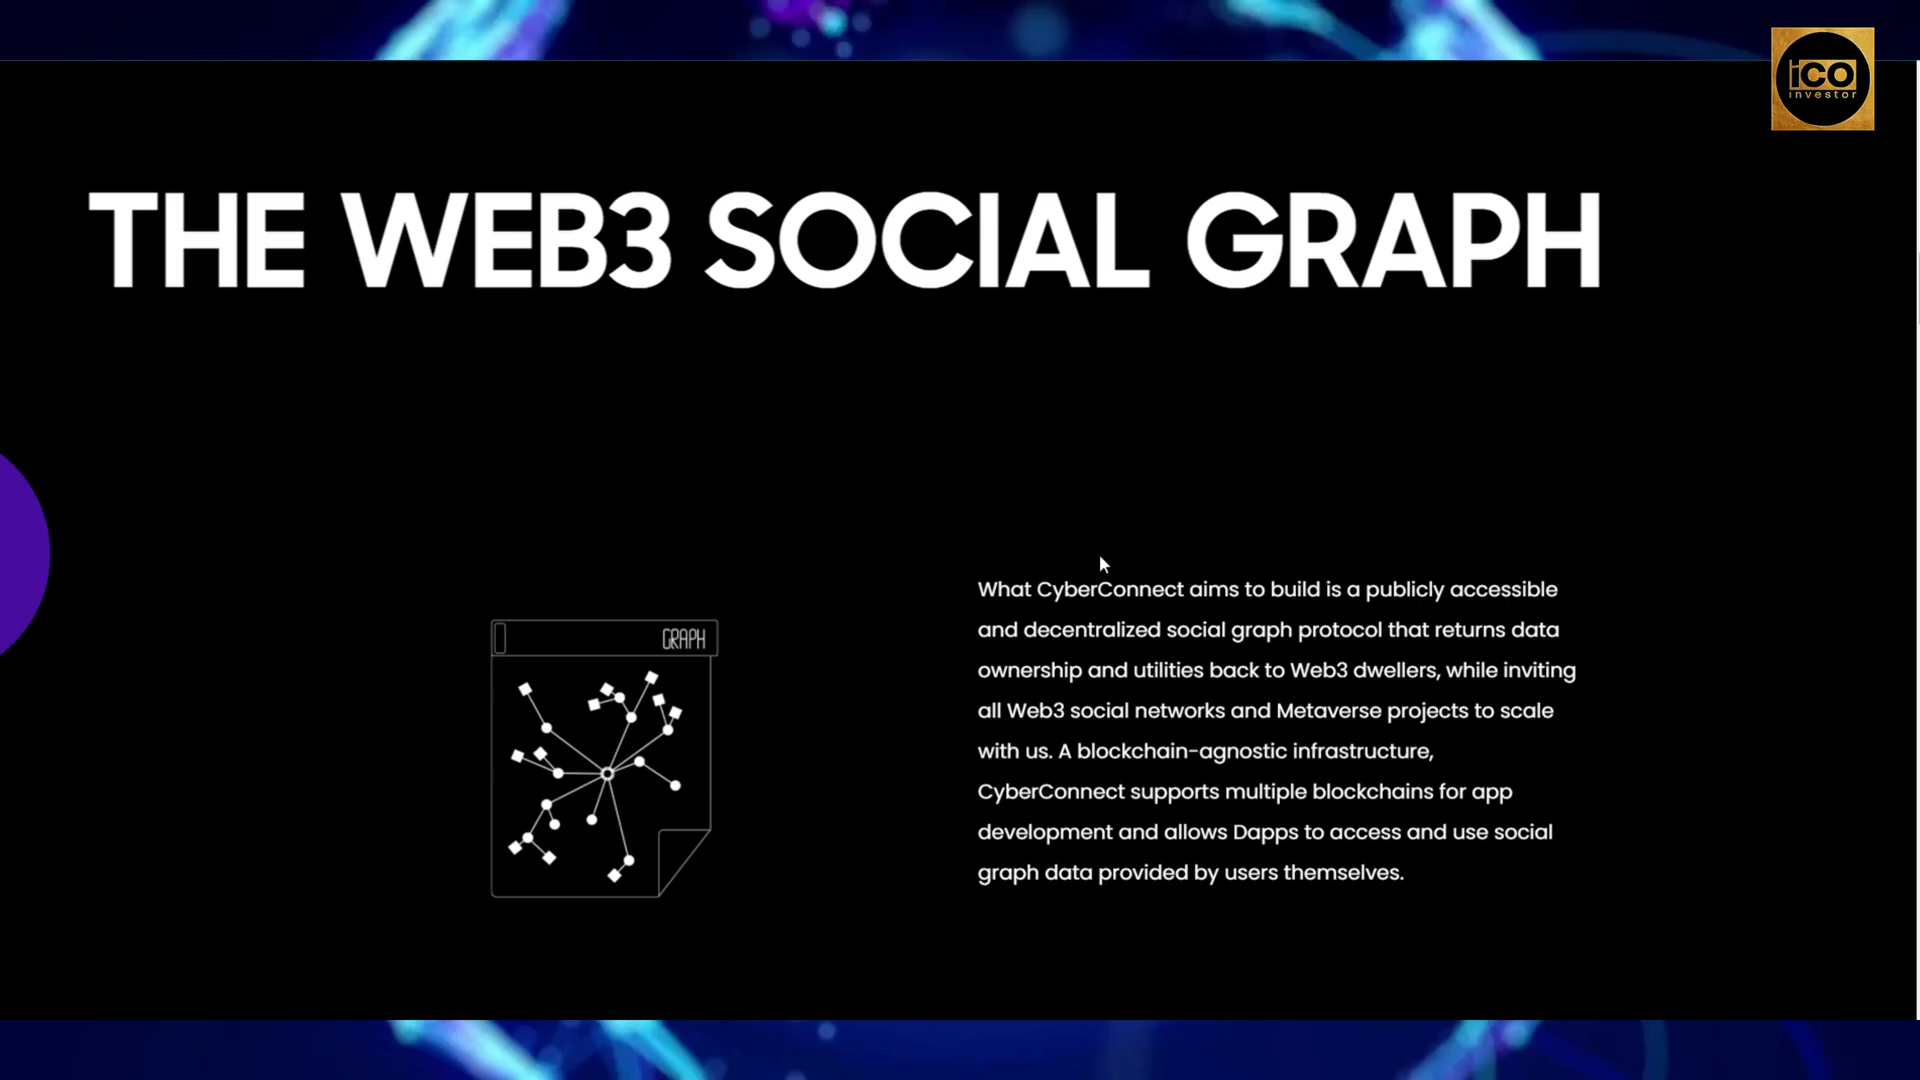 iCO
investor
THE WEB3 SOCIAL GRAPH
GRAPH
What CyberConnect aims to build is a publicly accessible
and decentralized social graph protocol that returns data
ownership and utilities back to Web3 dwellers, while inviting
all Web3 social networks and Metaverse projects to scale
with us. A blockchain-agnostic infrastructure,
CyberConnect supports multiple blockchains for app
development and allows Dapps to access and use social
graph data provided by users themselves.